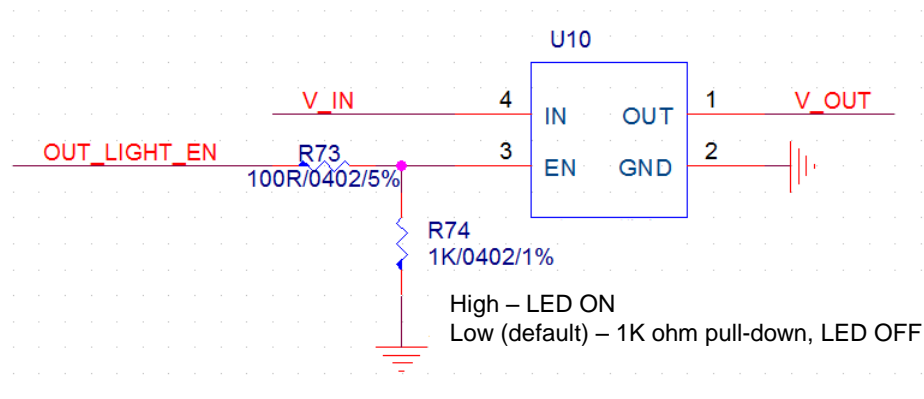 U10
V_IN 4 IN OUT 1 V_OUT
OUT_LIGHT_EN R73 3 EN GND 2
100R/0402/5%
R74
1K/0402/1%
High – LED ON
Low (default) – 1K ohm pull-down, LED OFF